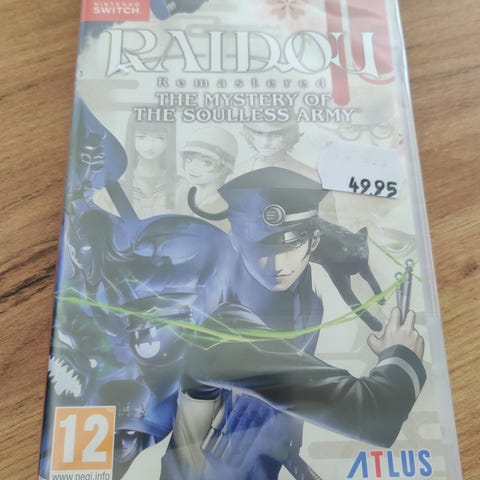 NINTENDO
SWITCH
RAIDOU
Remastered
THE MYSTERY OF
THE SOULLESS ARMY
49.95
12
www.pegi.info
ATLUS